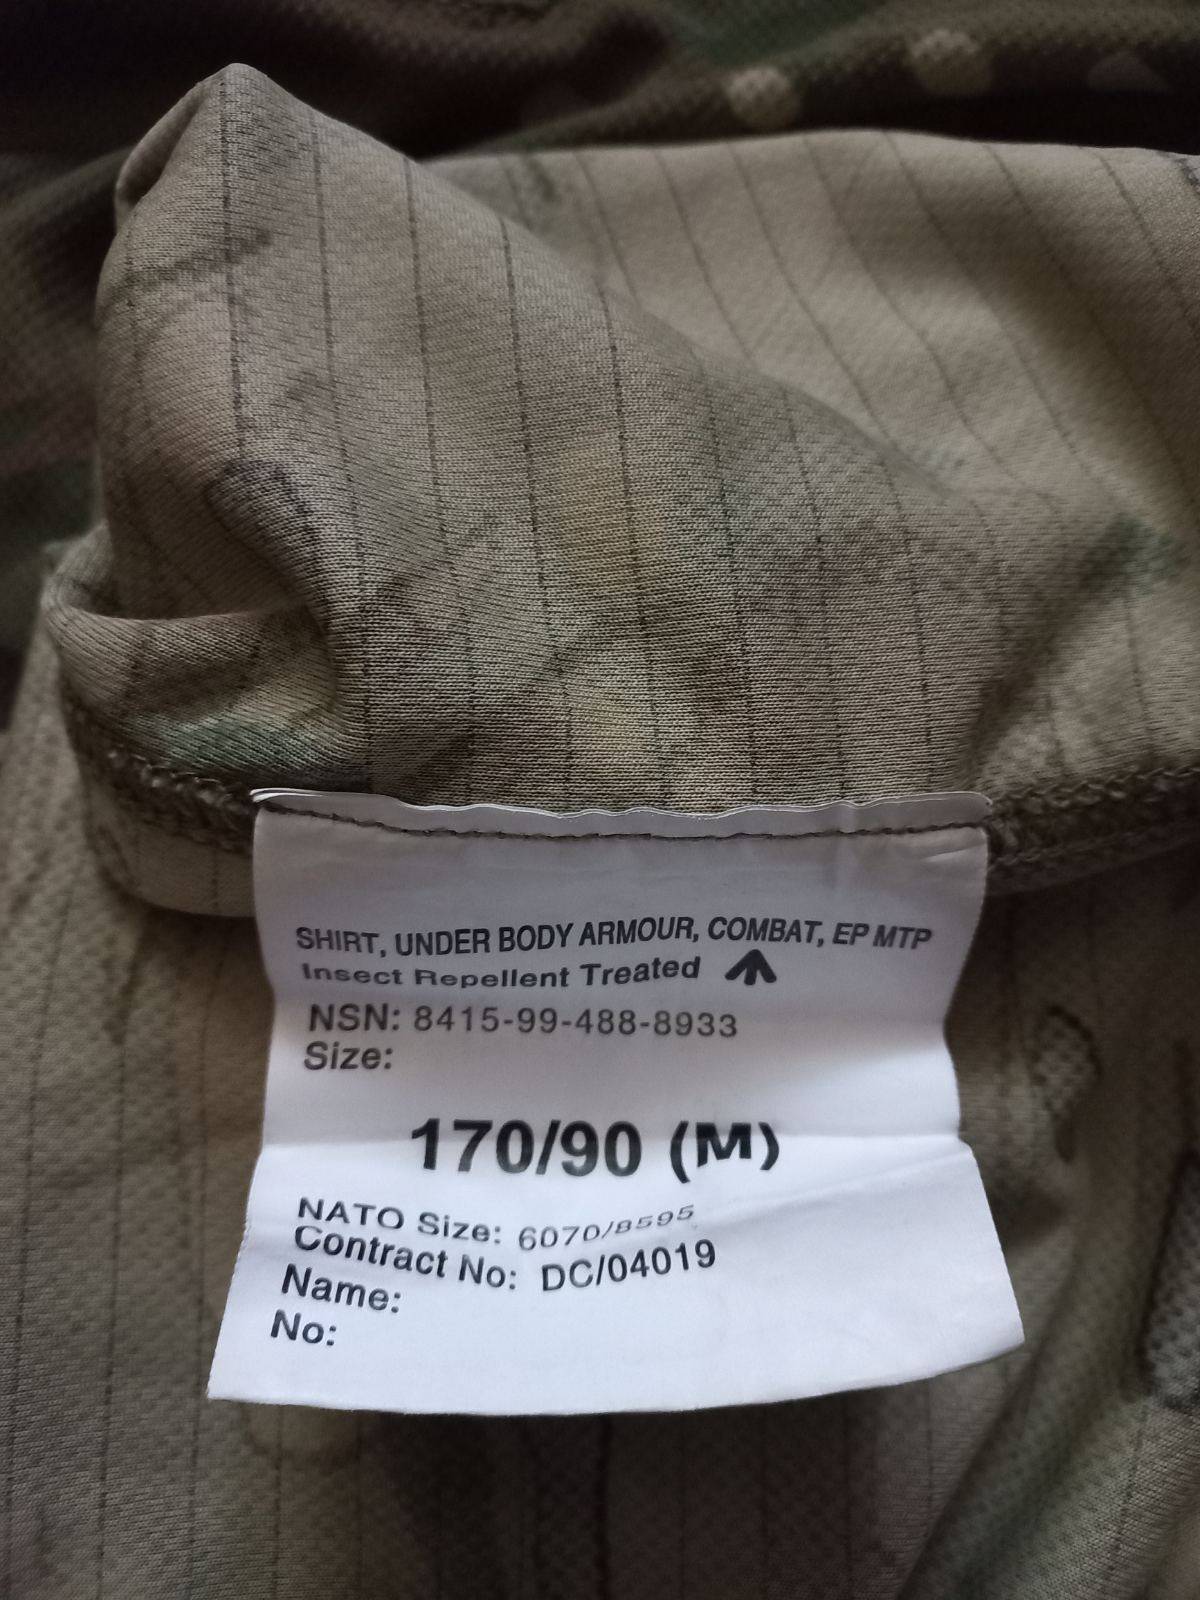 SHIRT, UNDER BODY ARMOUR, COMBAT, EP MTP
Insect Repellent Treated
NSN: 8415-99-488-8933
Size:
170/90 (M)
NATO Size: 6070/8595
Contract No: DC/04019
Name:
No: